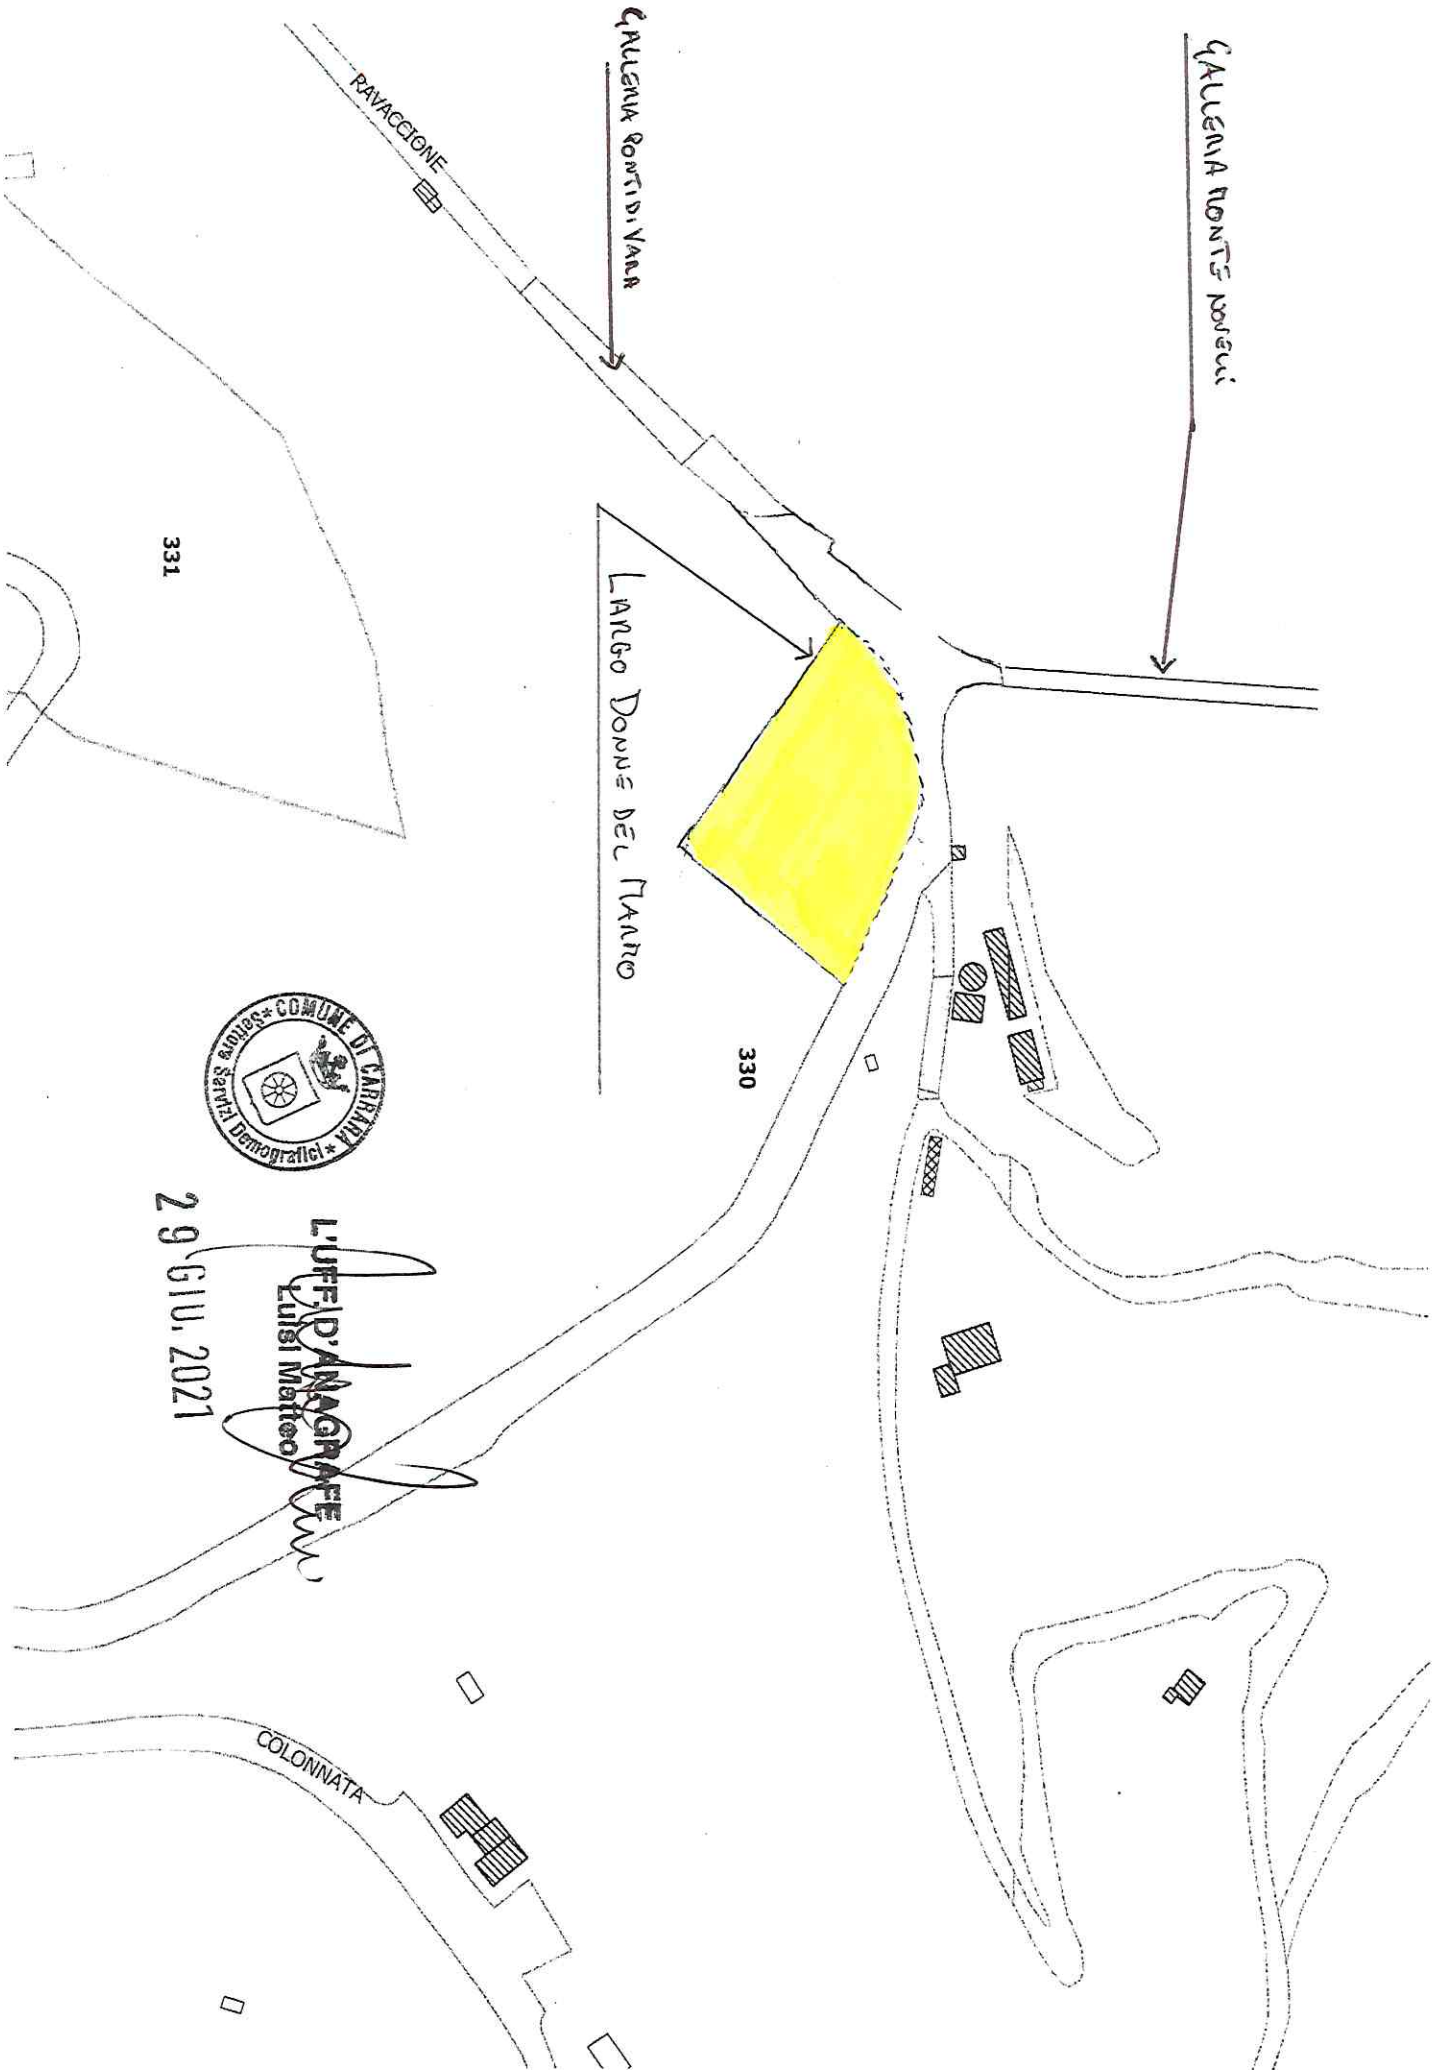 GALLERIA MONTE NOVELLI
GALLERIA PONTI DI VARA
RAVACCIONE
LARGO DONNE DEL MARMO
331
330
COMUNE DI CARRARA
* Settore Servizi Demografici *
L'UFF. D'ANAGRAFE
Luisi Matteo
29 GIU. 2021
COLONNATA